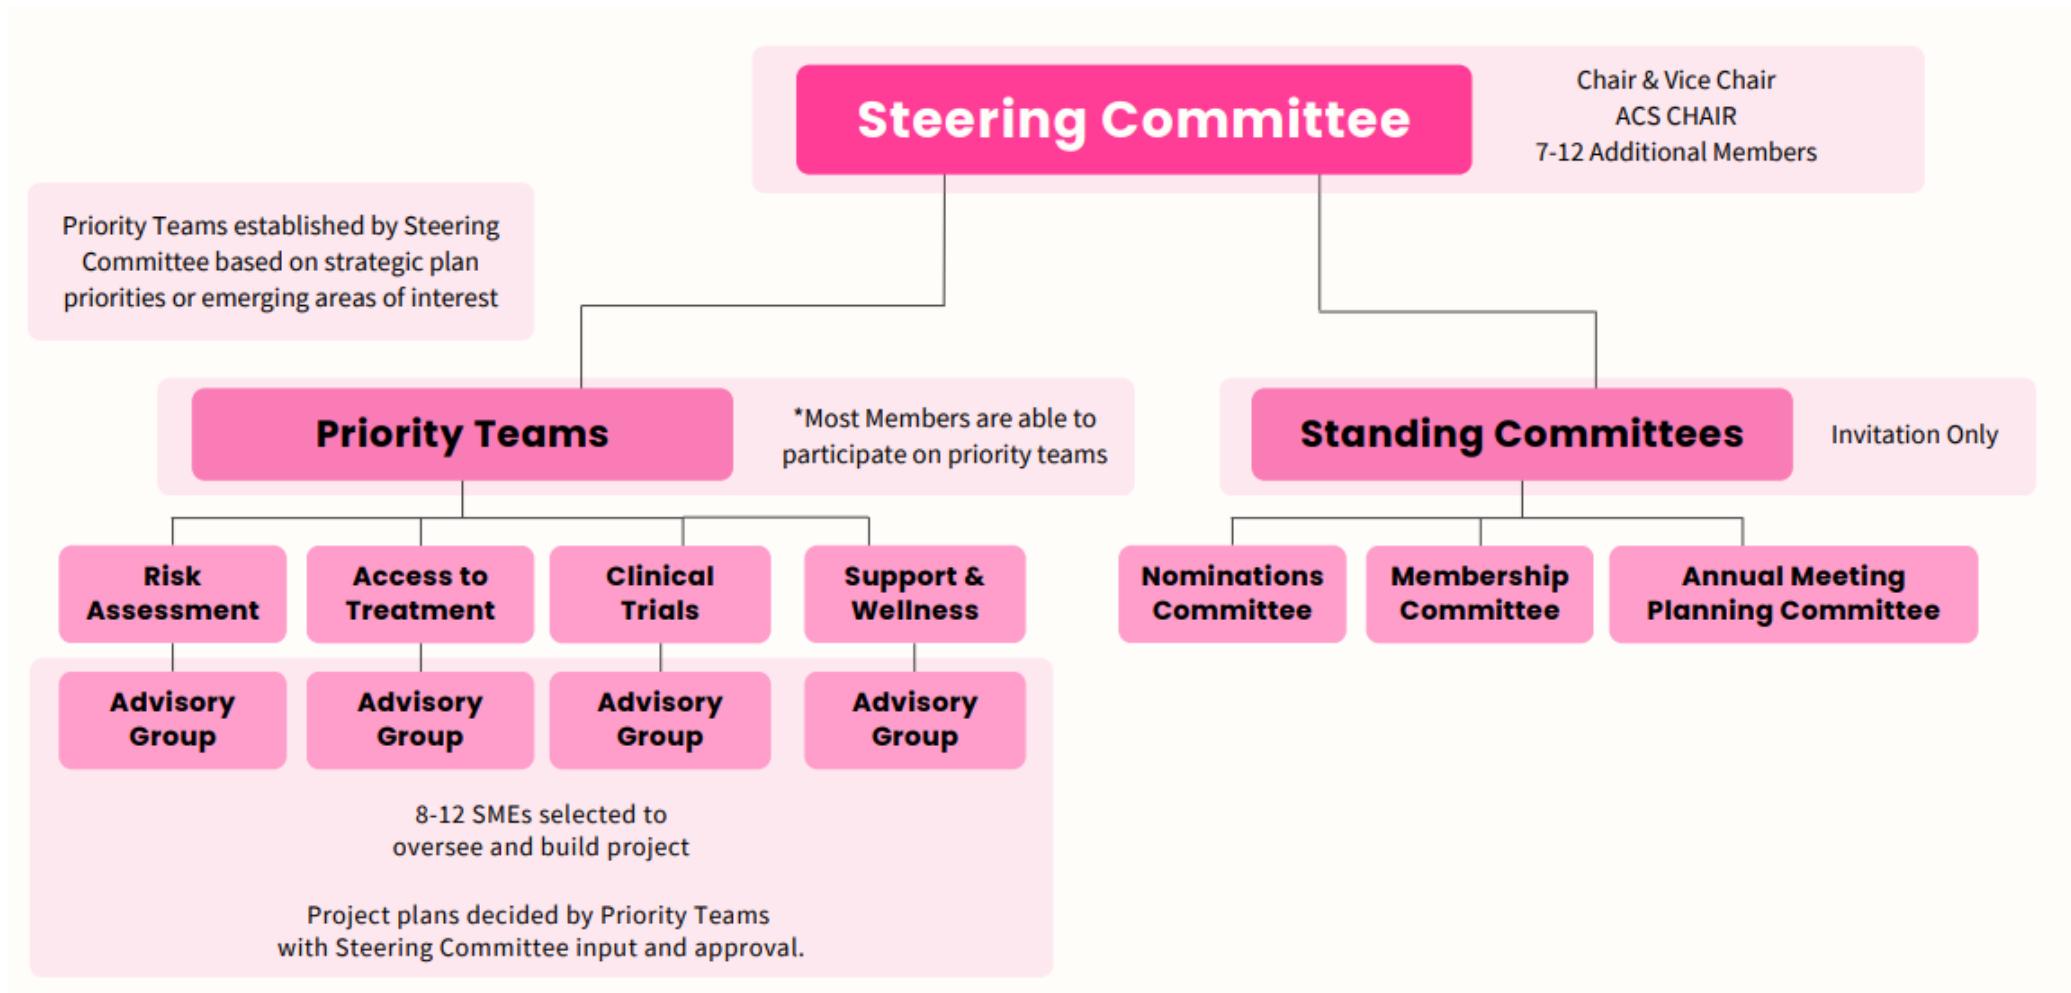 Steering Committee
Chair & Vice Chair
ACS CHAIR
7-12 Additional Members
Priority Teams established by Steering
Committee based on strategic plan
priorities or emerging areas of interest
Priority Teams
*Most Members are able to
participate on priority teams
Standing Committees
Invitation Only
Risk
Assessment
Access to
Treatment
Clinical
Trials
Support &
Wellness
Nominations
Committee
Membership
Committee
Annual Meeting
Planning Committee
Advisory
Group
Advisory
Group
Advisory
Group
Advisory
Group
8-12 SMEs selected to
oversee and build project
Project plans decided by Priority Teams
with Steering Committee input and approval.